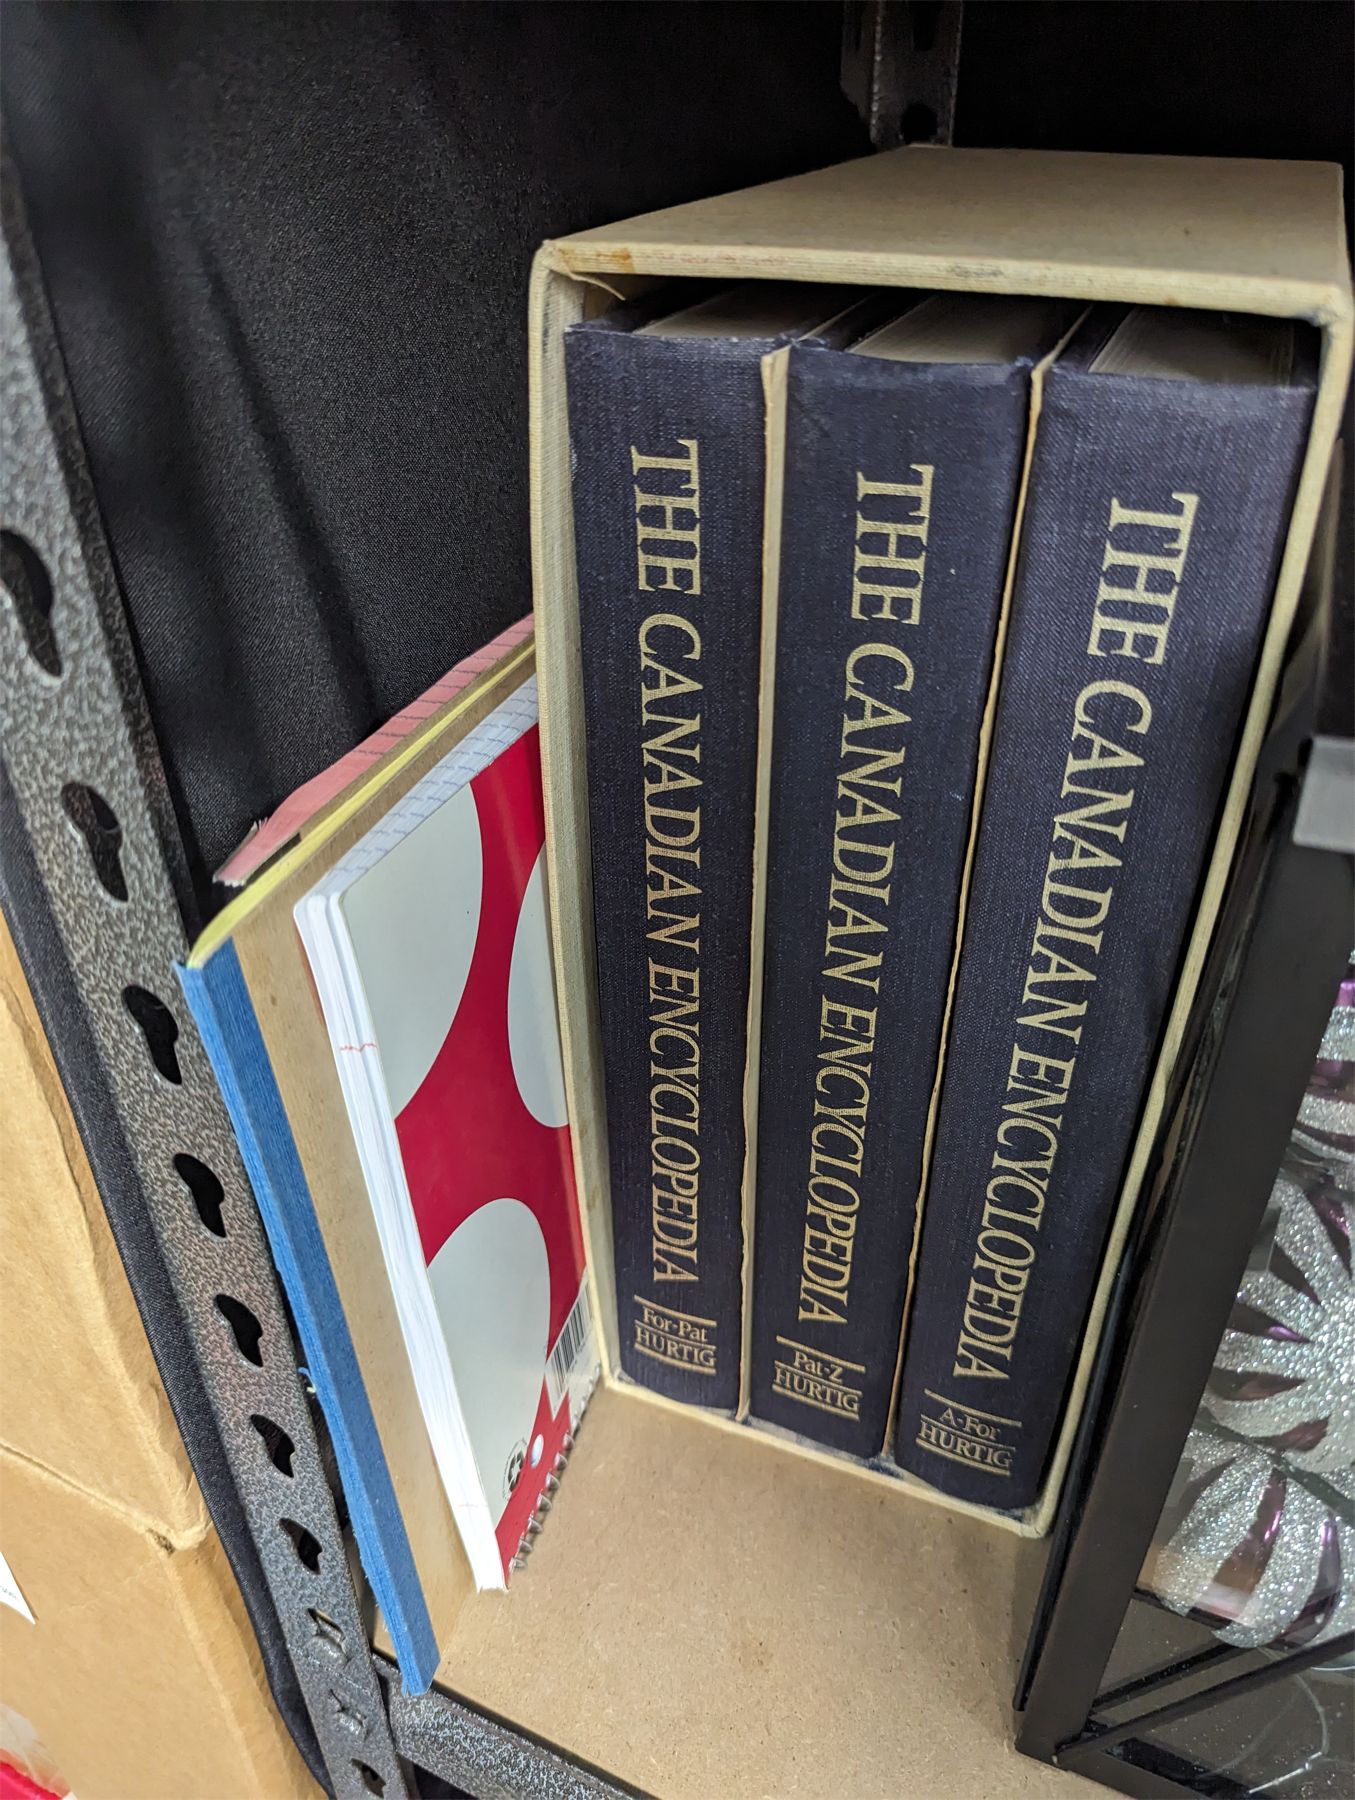 THE CANADIAN ENCYCLOPEDIA
For-Pat
HURTIG
THE CANADIAN ENCYCLOPEDIA
Pat-Z
HURTIG
THE CANADIAN ENCYCLOPEDIA
A-For
HURTIG